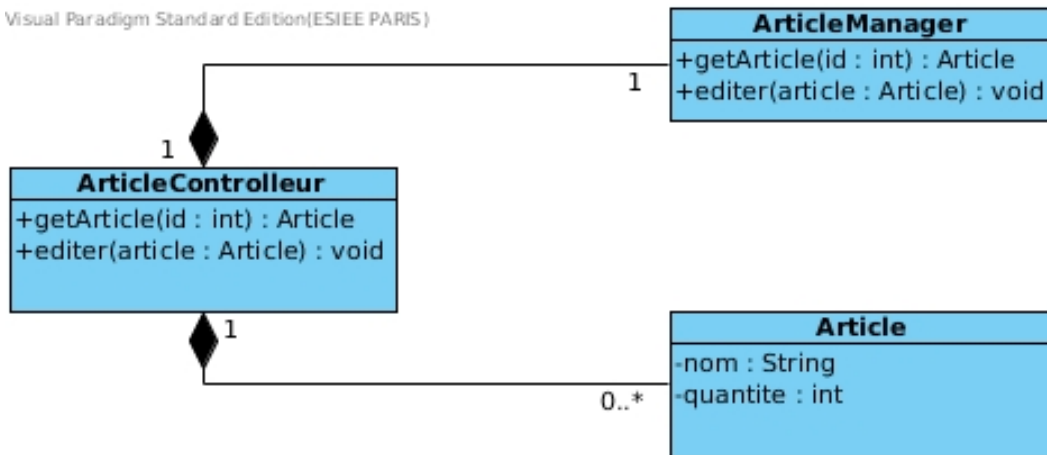 Visual Paradigm Standard Edition(ESIEE PARIS)
ArticleManager
+getArticle(id : int) : Article
+editer(article : Article) : void
1
1
ArticleControlleur
+getArticle(id : int) : Article
+editer(article : Article) : void
1
0..*
Article
-nom : String
-quantite : int